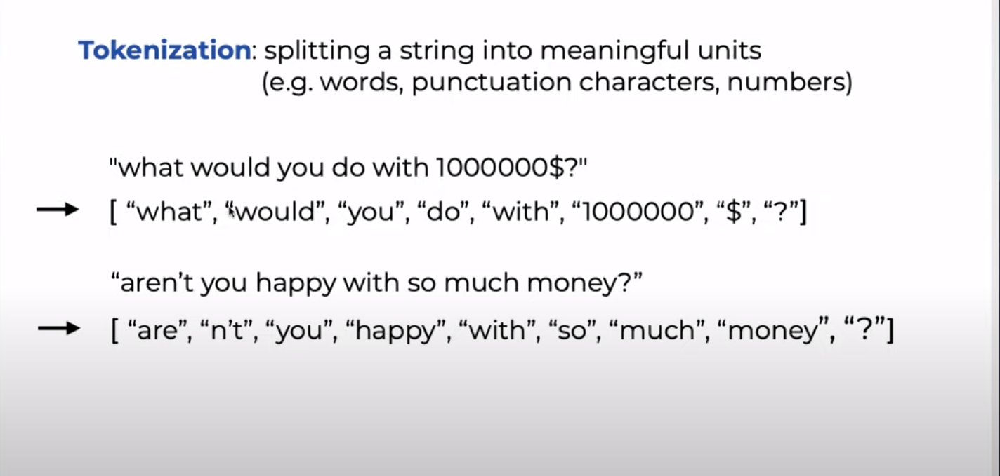 Tokenization: splitting a string into meaningful units
(e.g. words, punctuation characters, numbers)
"what would you do with 1000000$?"
[ “what”, “would”, “you”, “do”, “with”, “1000000”, “$”, “?”]
“aren’t you happy with so much money?”
[ “are”, “n’t”, “you”, “happy”, “with”, “so”, “much”, “money”, “?”]